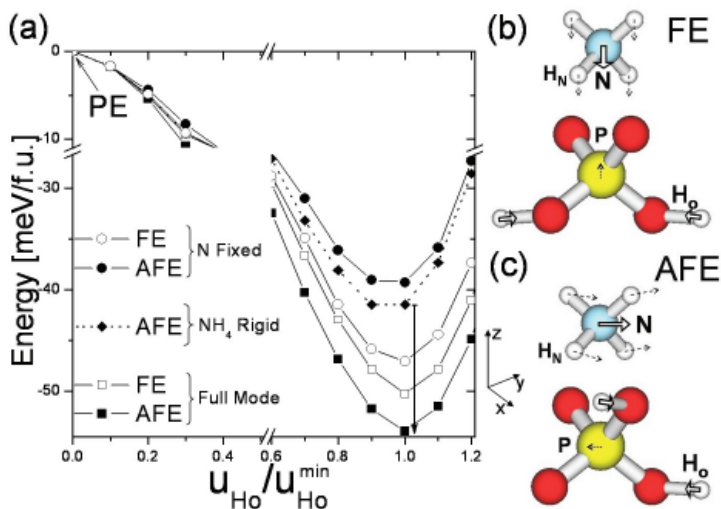 (a)
0
-10
-30
-40
-50
Energy [meV/f.u.]
PE
FE
AFE
N Fixed
AFE
NH₄ Rigid
FE
AFE
Full Mode
0.0 0.2 0.4 0.6 0.8 1.0 1.2
u_Ho/u_Ho^min
z
y
x
(b)
FE
H_N
N
P
H_o
(c)
AFE
H_N
N
P
H_o